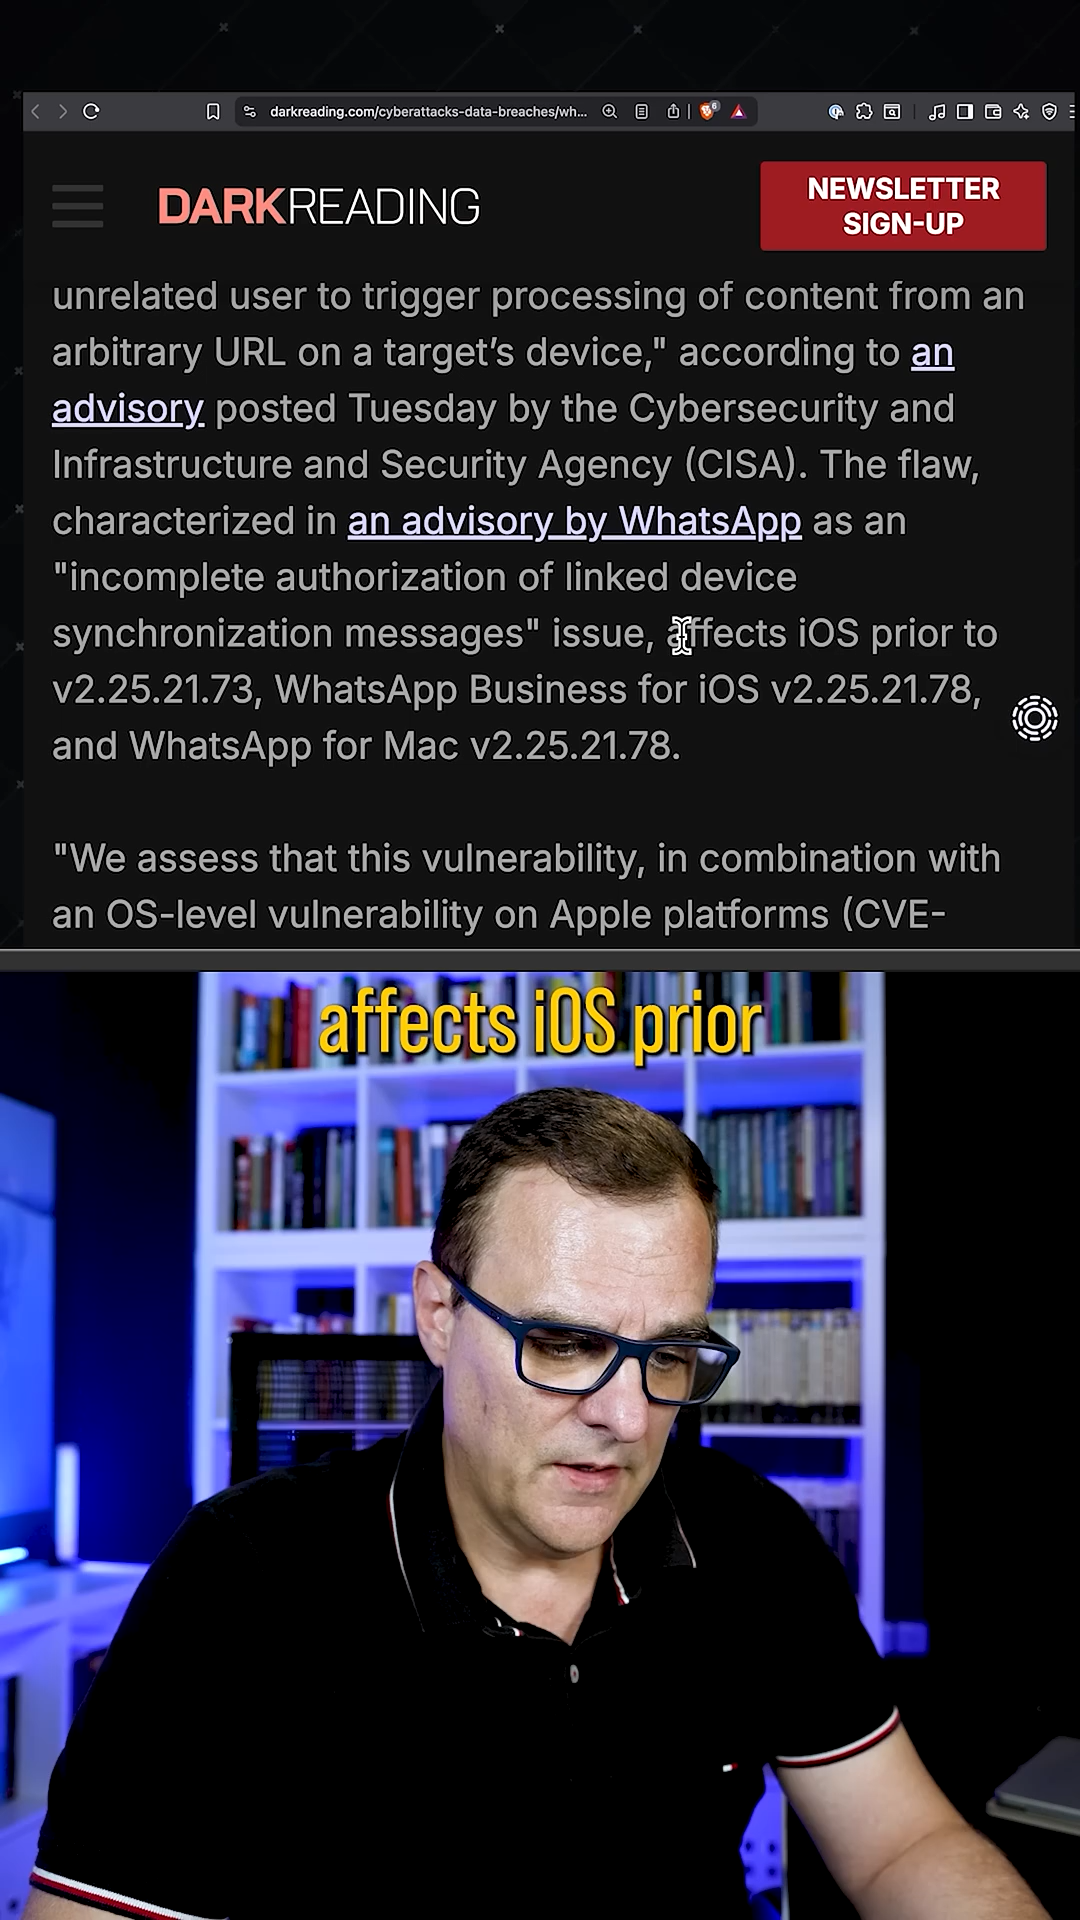 darkreading.com/cyberattacks-data-breaches/wh...
6
DARKREADING
NEWSLETTER
SIGN-UP
unrelated user to trigger processing of content from an
arbitrary URL on a target’s device," according to an
advisory posted Tuesday by the Cybersecurity and
Infrastructure and Security Agency (CISA). The flaw,
characterized in an advisory by WhatsApp as an
"incomplete authorization of linked device
synchronization messages" issue, affects iOS prior to
v2.25.21.73, WhatsApp Business for iOS v2.25.21.78,
and WhatsApp for Mac v2.25.21.78.
"We assess that this vulnerability, in combination with
an OS-level vulnerability on Apple platforms (CVE-
affects iOS prior